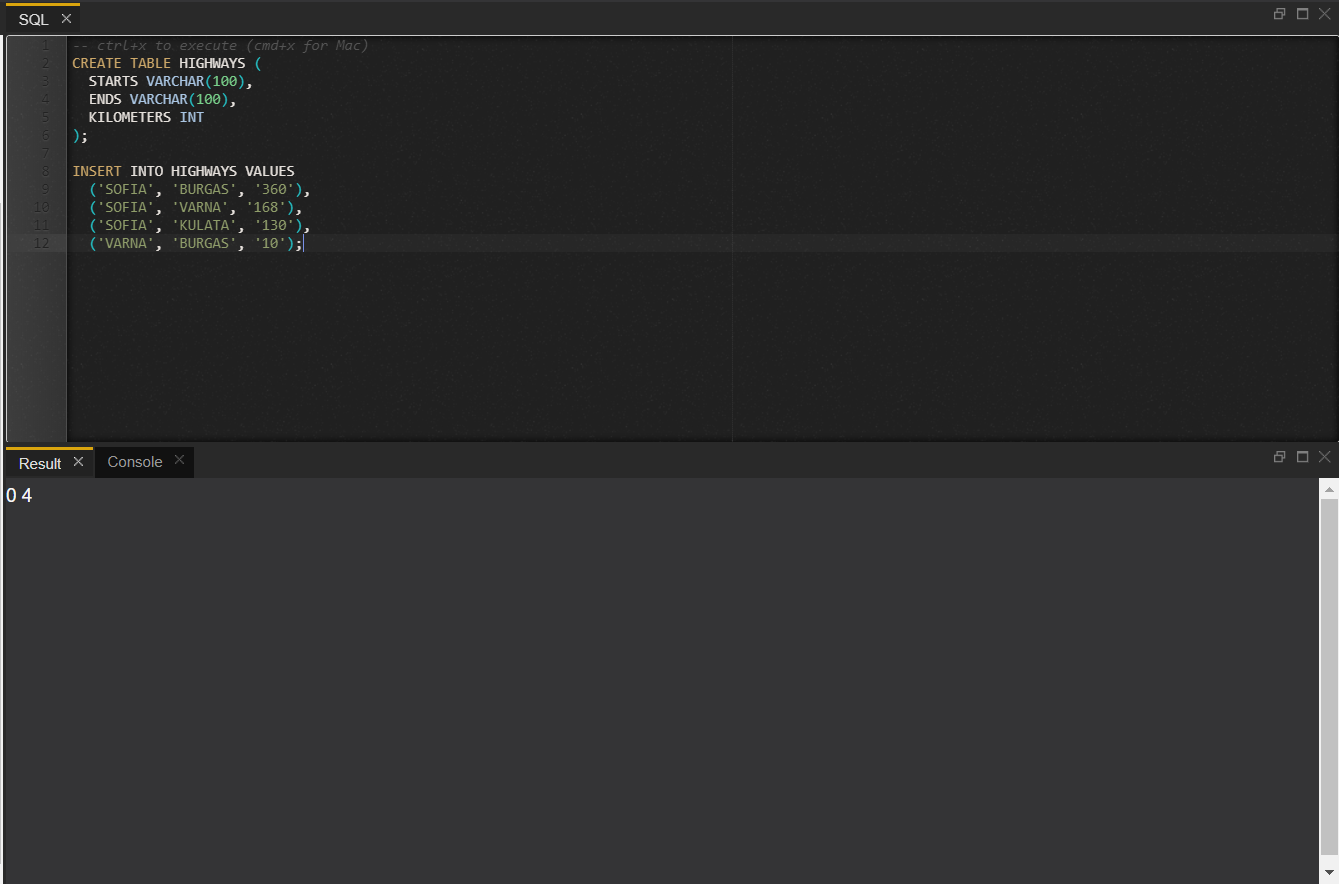 SQL
1 -- ctrl+x to execute (cmd+x for Mac)
2 CREATE TABLE HIGHWAYS (
3 STARTS VARCHAR(100),
4 ENDS VARCHAR(100),
5 KILOMETERS INT
6 );
7
8 INSERT INTO HIGHWAYS VALUES
9 ('SOFIA', 'BURGAS', '360'),
10 ('SOFIA', 'VARNA', '168'),
11 ('SOFIA', 'KULATA', '130'),
12 ('VARNA', 'BURGAS', '10');
Result Console
0 4